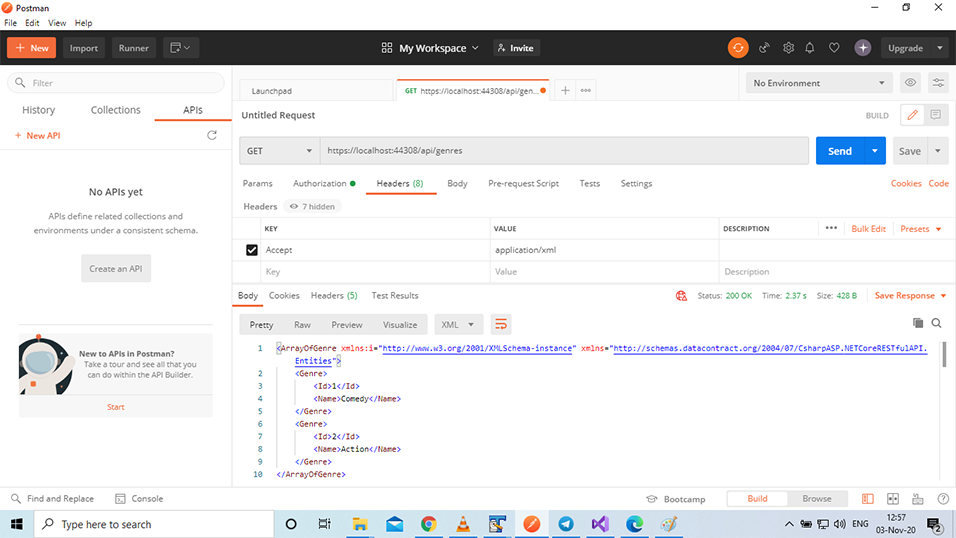 Postman
File Edit View Help
+ New Import Runner My Workspace Invite Upgrade
Filter
History Collections APIs
+ New API
No APIs yet
APIs define related collections and
environments under a consistent schema.
Create an API
New to APIs in Postman?
Take a tour and see all that you
can do within the API Builder.
Start
Launchpad GET https://localhost:44308/api/gen... + ••• No Environment
Untitled Request BUILD
GET https://localhost:44308/api/genres Send Save
Params Authorization Headers (8) Body Pre-request Script Tests Settings Cookies Code
Headers 7 hidden
KEY VALUE DESCRIPTION ••• Bulk Edit Presets
Accept application/xml
Key Value Description
Body Cookies Headers (5) Test Results Status: 200 OK Time: 2.37 s Size: 428 B Save Response
Pretty Raw Preview Visualize XML
1 <ArrayOfGenre xmlns:i="http://www.w3.org/2001/XMLSchema-instance" xmlns="http://schemas.datacontract.org/2004/07/CsharpASP.NETCoreRESTfulAPI.
Entities">
2 <Genre>
3 <Id>1</Id>
4 <Name>Comedy</Name>
5 </Genre>
6 <Genre>
7 <Id>2</Id>
8 <Name>Action</Name>
9 </Genre>
10 </ArrayOfGenre>
Find and Replace Console Bootcamp Build Browse
Type here to search ENG 12:57
03-Nov-20 2